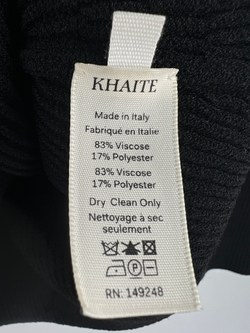 KHAITE
Made in Italy
Fabriqué en Italie
83% Viscose
17% Polyester
83% Viscose
17% Polyester
Dry Clean Only
Nettoyage à sec
seulement
RN: 149248